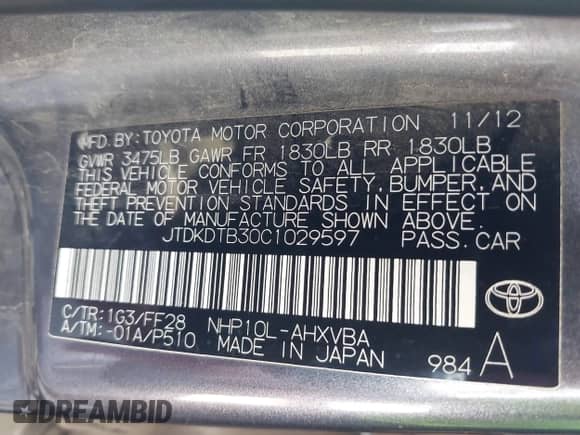 MFD. BY: TOYOTA MOTOR CORPORATION 11/12
GVWR 3475LB GAWR FR 1830LB RR 1830LB
THIS VEHICLE CONFORMS TO ALL APPLICABLE
FEDERAL MOTOR VEHICLE SAFETY, BUMPER, AND
THEFT PREVENTION STANDARDS IN EFFECT ON
THE DATE OF MANUFACTURE SHOWN ABOVE.
JTDKDTB30C1029597 PASS. CAR
C/TR: 1G3/FF28 NHP10L-AHXVBA
A/TM: -01A/P510 MADE IN JAPAN 984 A
DREAMBID